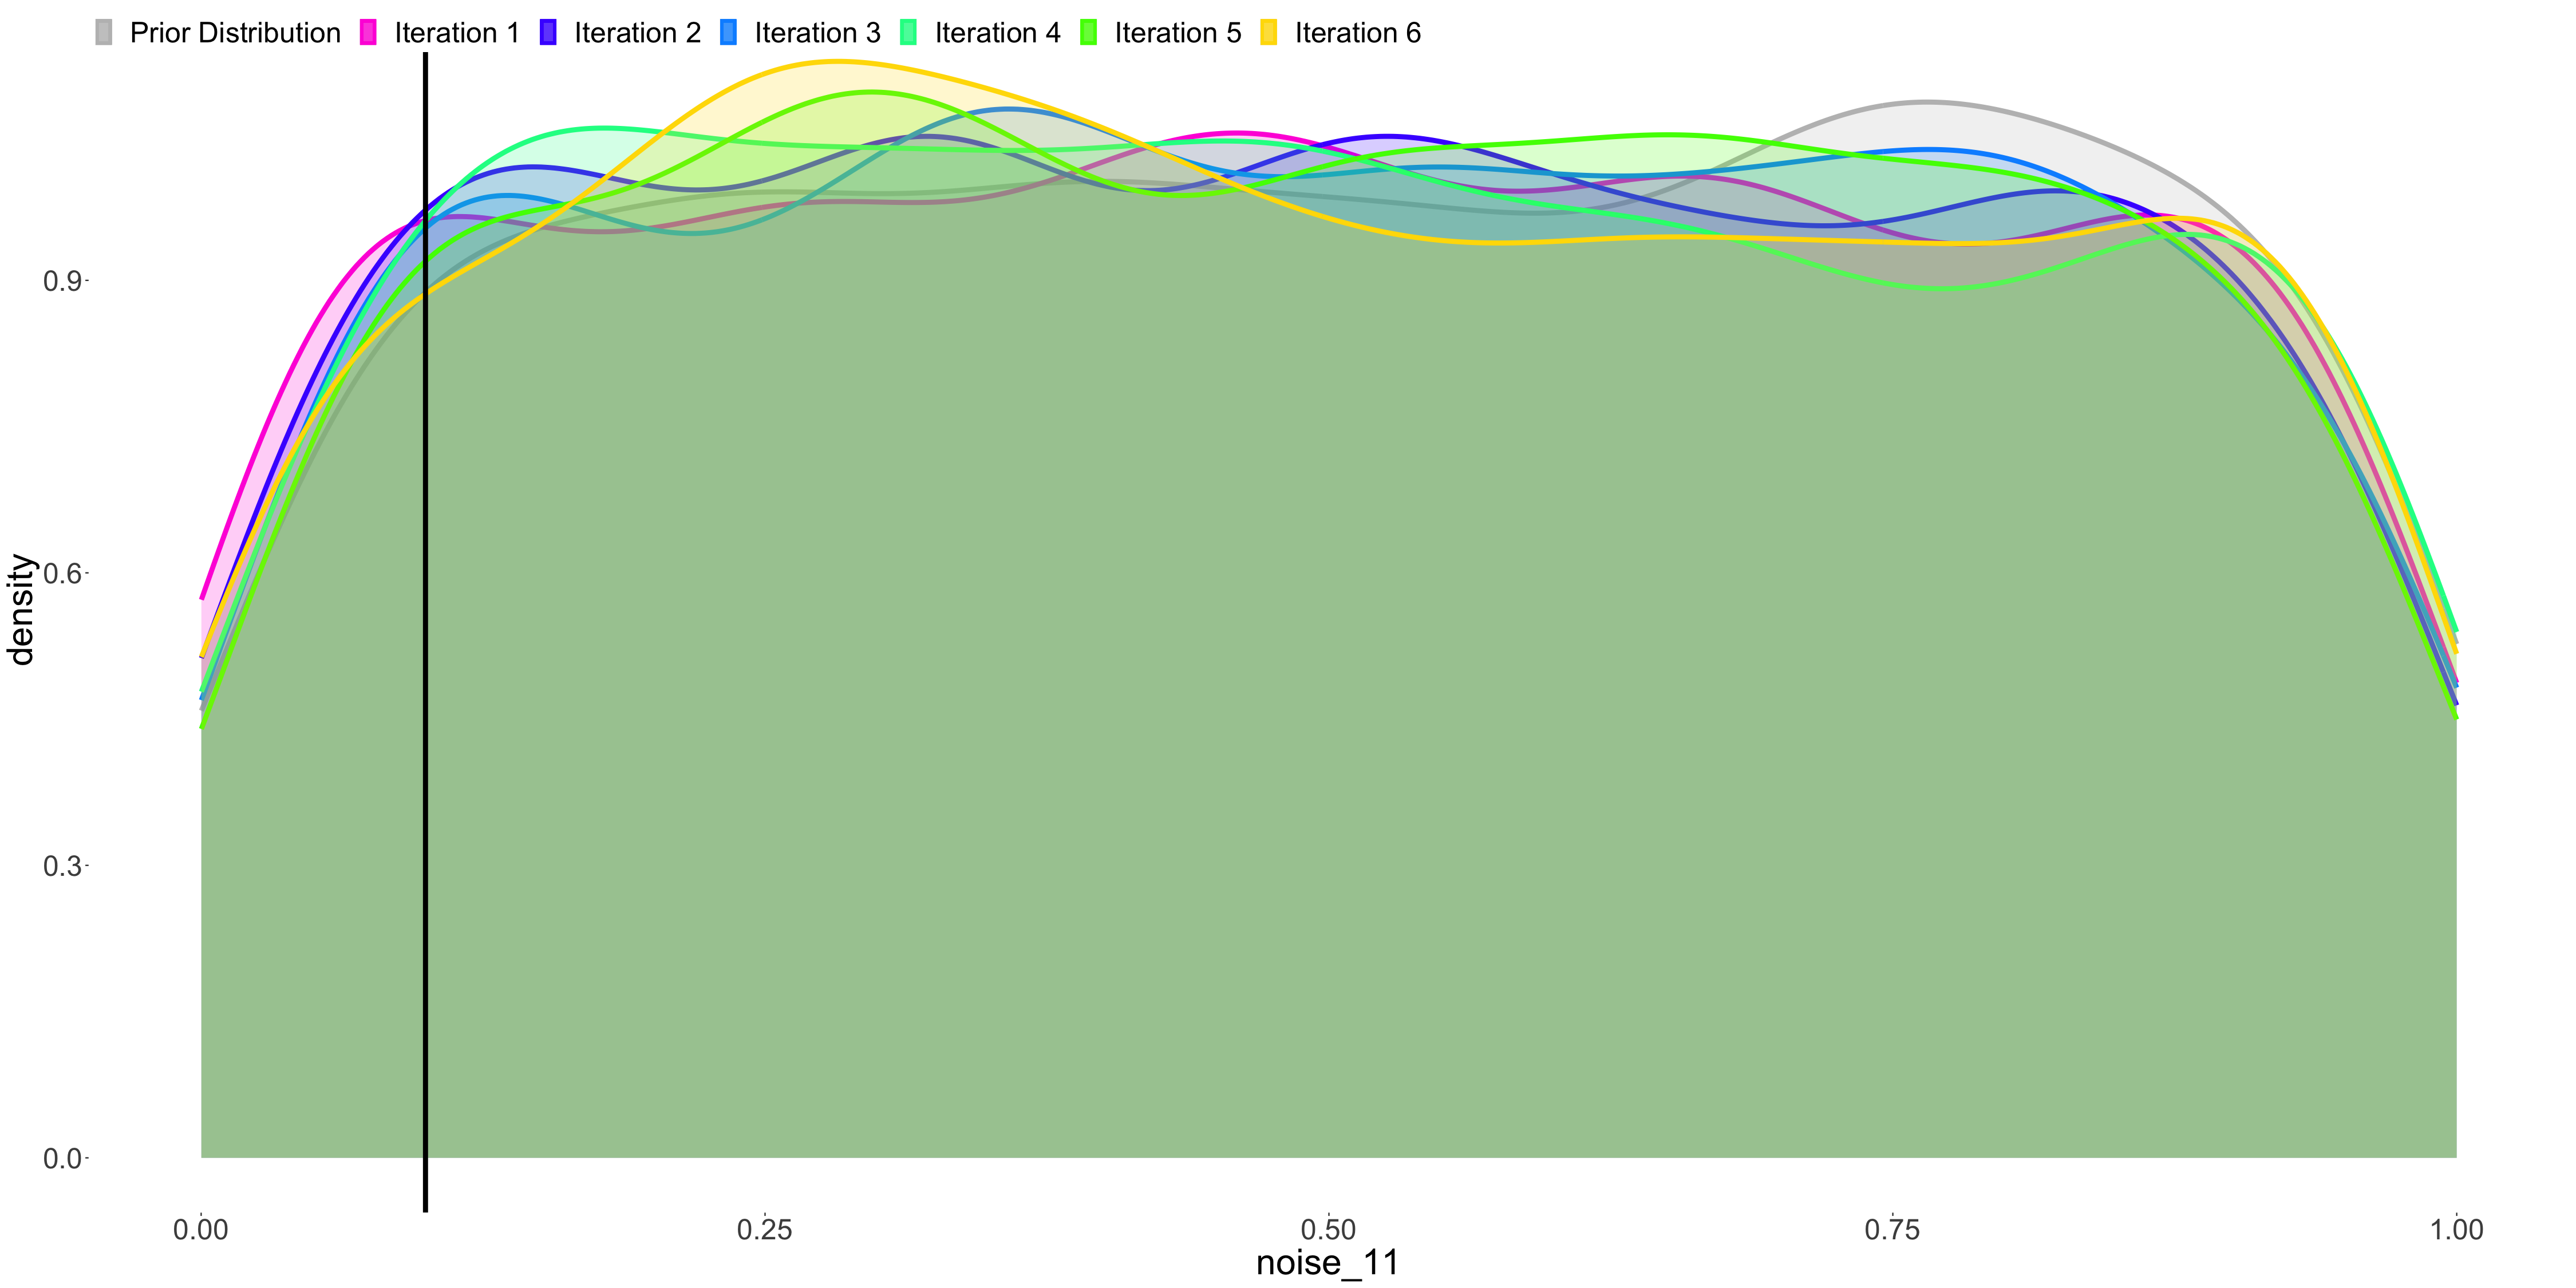 Prior Distribution Iteration 1 Iteration 2 Iteration 3 Iteration 4 Iteration 5 Iteration 6
density
0.9
0.6
0.3
0.0
0.00 0.25 0.50 0.75 1.00
noise_11